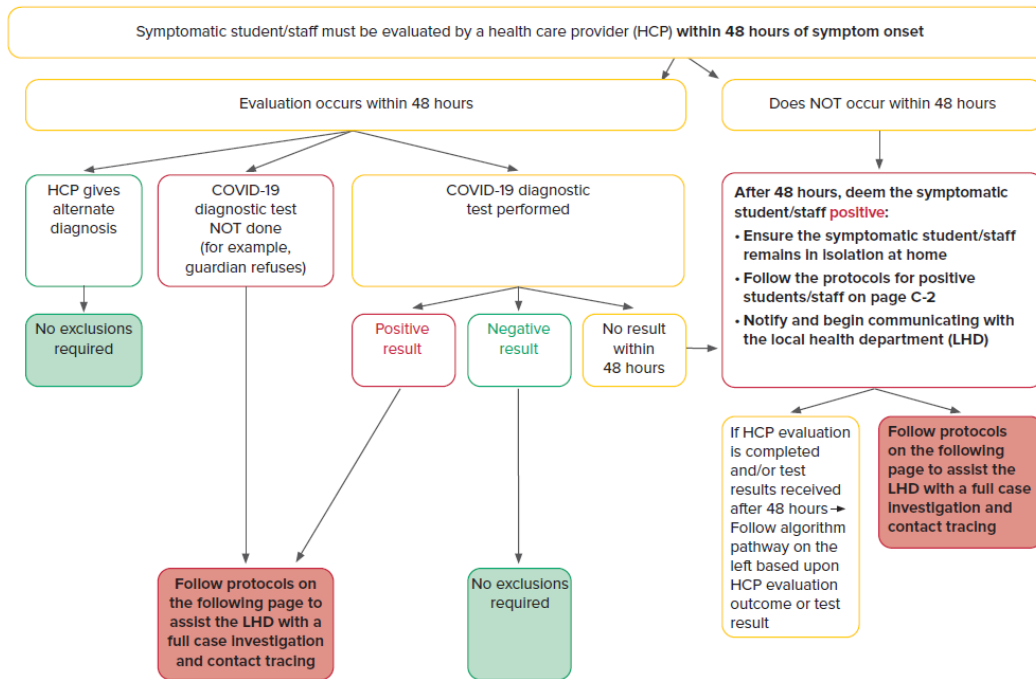 Symptomatic student/staff must be evaluated by a health care provider (HCP) within 48 hours of symptom onset
Evaluation occurs within 48 hours
Does NOT occur within 48 hours
HCP gives
alternate
diagnosis
COVID-19
diagnostic test
NOT done
(for example,
guardian refuses)
COVID-19 diagnostic
test performed
After 48 hours, deem the symptomatic
student/staff positive:
• Ensure the symptomatic student/staff
remains in isolation at home
• Follow the protocols for positive
students/staff on page C-2
• Notify and begin communicating with
the local health department (LHD)
No exclusions
required
Positive
result
Negative
result
No result
within
48 hours
If HCP evaluation
is completed
and/or test
results received
after 48 hours →
Follow algorithm
pathway on the
left based upon
HCP evaluation
outcome or test
result
Follow protocols
on the following
page to assist the
LHD with a full case
investigation and
contact tracing
Follow protocols on
the following page to
assist the LHD with a
full case investigation
and contact tracing
No exclusions
required